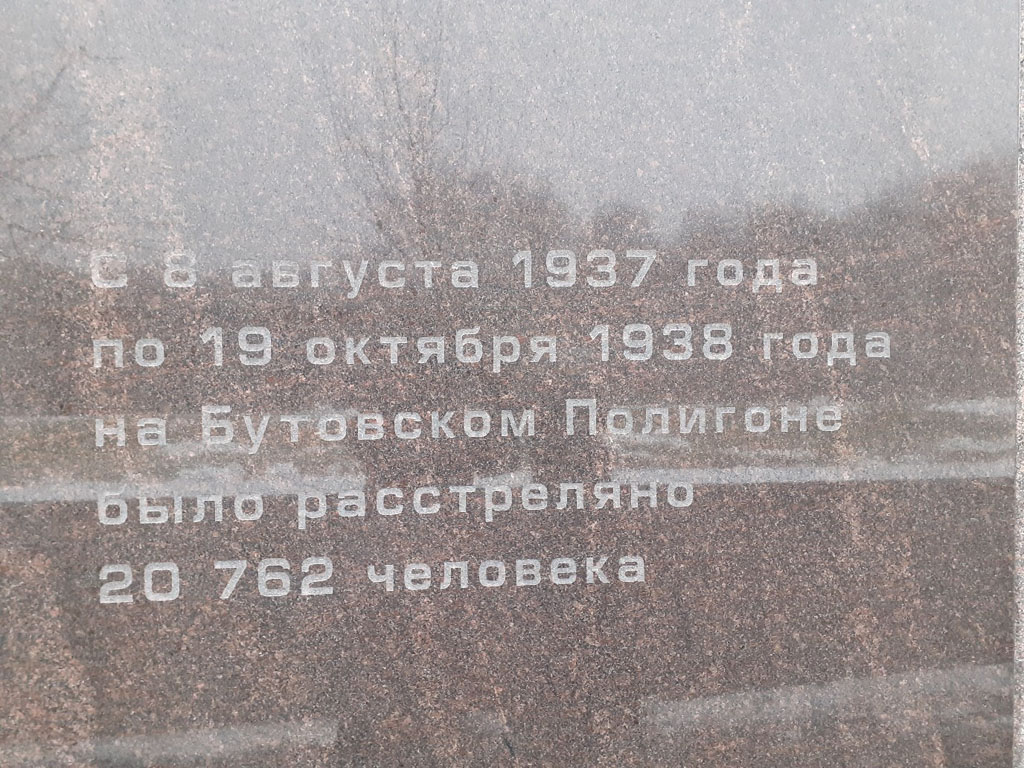 С 8 августа 1937 года
по 19 октября 1938 года
на Бутовском Полигоне
было расстреляно
20 762 человека